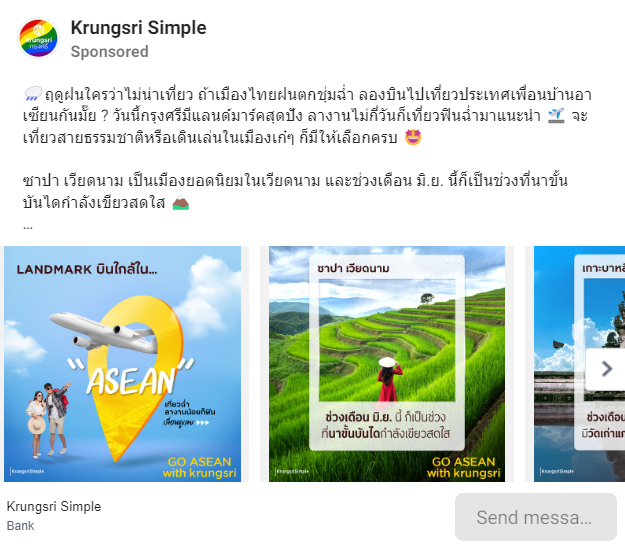 Krungsri Simple
Sponsored
krungsri
กรุงศรี
🌧️ฤดูฝนใครว่าไม่น่าเที่ยว ถ้าเมืองไทยฝนตกชุ่มฉ่ำ ลองบินไปเที่ยวประเทศเพื่อนบ้านอา
เซียนกันมั๊ย ? วันนี้กรุงศรีมีแลนด์มาร์คสุดปัง ลางานไม่กี่วันก็เที่ยวฟินฉ่ำมาแนะนำ 🛫 จะ
เที่ยวสายธรรมชาติหรือเดินเล่นในเมืองเก๋ๆ ก็มีให้เลือกครบ 🤩
ซาปา เวียดนาม เป็นเมืองยอดนิยมในเวียดนาม และช่วงเดือน มิ.ย. นี้ก็เป็นช่วงที่นาขั้น
บันไดกำลังเขียวสดใส ⛰️
...
LANDMARK บินใกล้ใน...
"ASEAN"
เที่ยวฉ่ำ
ลางานน้อยก็ฟิน
เลื่อนดูเลย >>>
KrungsriSimple
GO ASEAN
with krungsri
ซาปา เวียดนาม
ช่วงเดือน มิ.ย. นี้ ก็เป็นช่วง
ที่นาขั้นบันไดกำลังเขียวสดใส
KrungsriSimple
GO ASEAN
with krungsri
เกาะบาหลี
ช่วงเดือน
มีวัดเก่าแก่
KrungsriSimple
Krungsri Simple
Bank
Send messa...